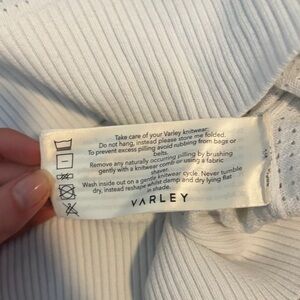 Take care of your Varley knitwear:
Do not hang, instead please store me folded.
To prevent excess pilling avoid rubbing from bags or
belts.
Remove any naturally occurring pilling by brushing
gently with a knitwear comb or using a fabric
shaver.
Wash inside out on a gentle knitwear cycle. Never tumble
dry, instead reshape whilst damp and dry lying flat
in shade.
VARLEY